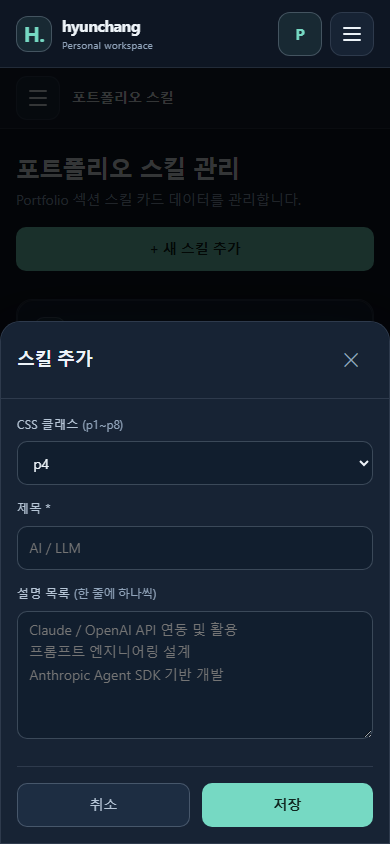 H.
hyunchang
Personal workspace
P
포트폴리오 스킬
포트폴리오 스킬 관리
Portfolio 섹션 스킬 카드 데이터를 관리합니다.
+ 새 스킬 추가
스킬 추가
CSS 클래스 (p1~p8)
p4
제목 *
AI / LLM
설명 목록 (한 줄에 하나씩)
Claude / OpenAI API 연동 및 활용
프롬프트 엔지니어링 설계
Anthropic Agent SDK 기반 개발
취소
저장